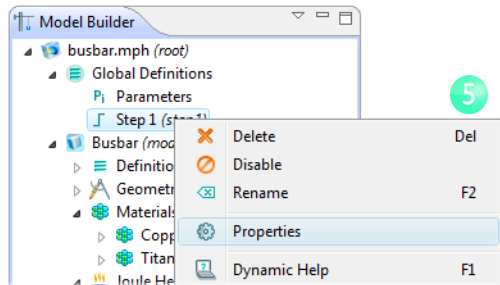 Model Builder
busbar.mph (root)
Global Definitions
Pi Parameters
Step 1 (step1)
5
Delete Del
Busbar (mod
Definitio
Disable
Geometr
Rename F2
Materials
Copp
Properties
Titan
Joule He
Dynamic Help F1